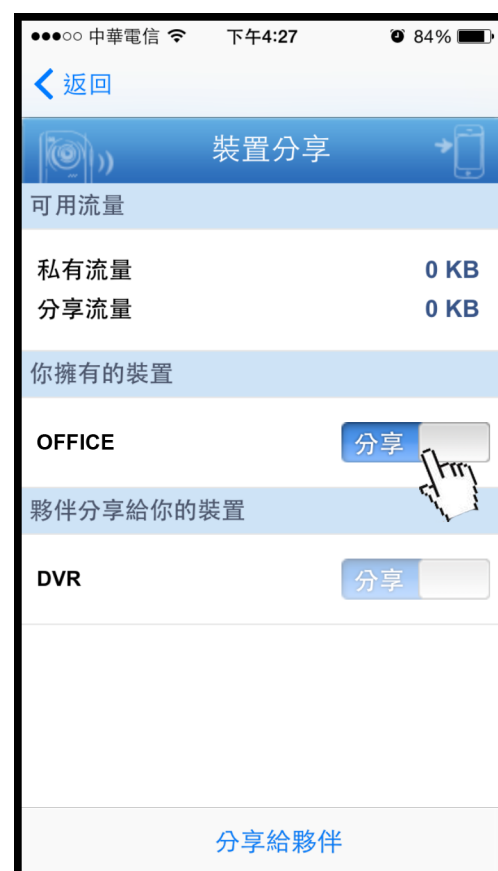 中華電信 下午4:27 84%
返回
裝置分享
可用流量
私有流量 0 KB
分享流量 0 KB
你擁有的裝置
OFFICE 分享
夥伴分享給你的裝置
DVR 分享
分享給夥伴